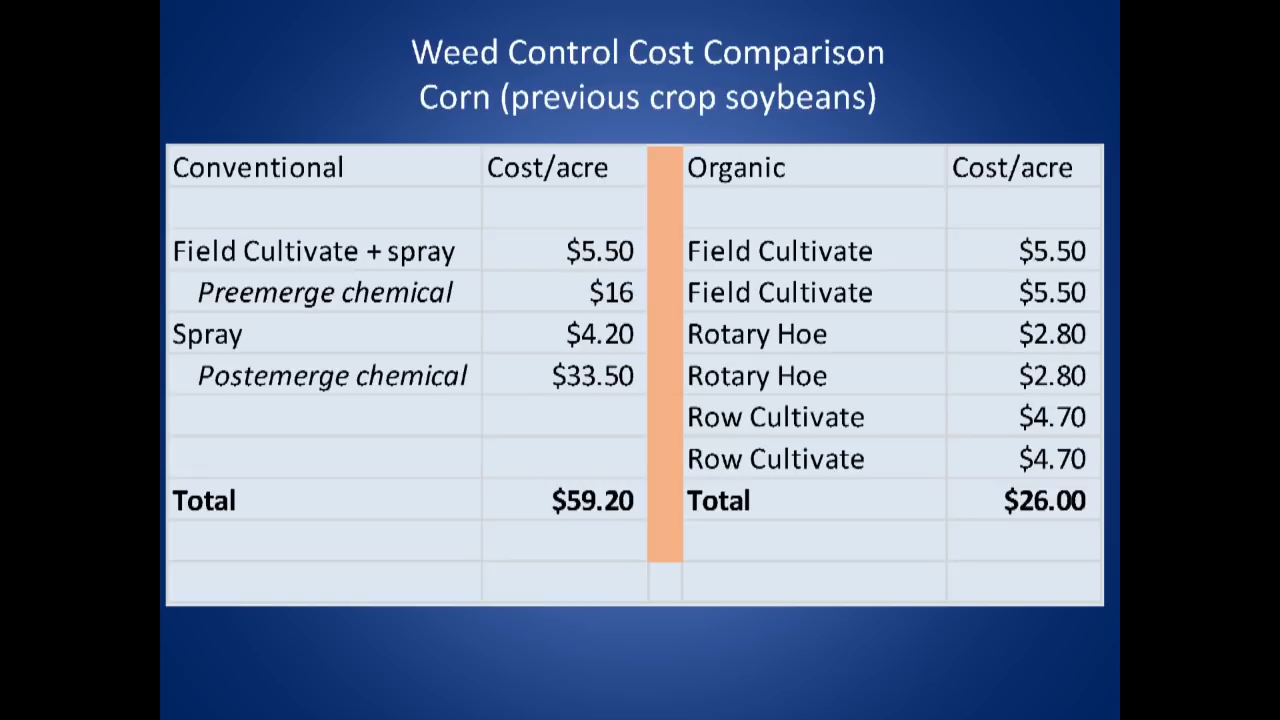 Weed Control Cost Comparison
Corn (previous crop soybeans)
Conventional Cost/acre Organic Cost/acre
Field Cultivate + spray $5.50 Field Cultivate $5.50
Preemerge chemical $16 Field Cultivate $5.50
Spray $4.20 Rotary Hoe $2.80
Postemerge chemical $33.50 Rotary Hoe $2.80
Row Cultivate $4.70
Row Cultivate $4.70
Total $59.20 Total $26.00